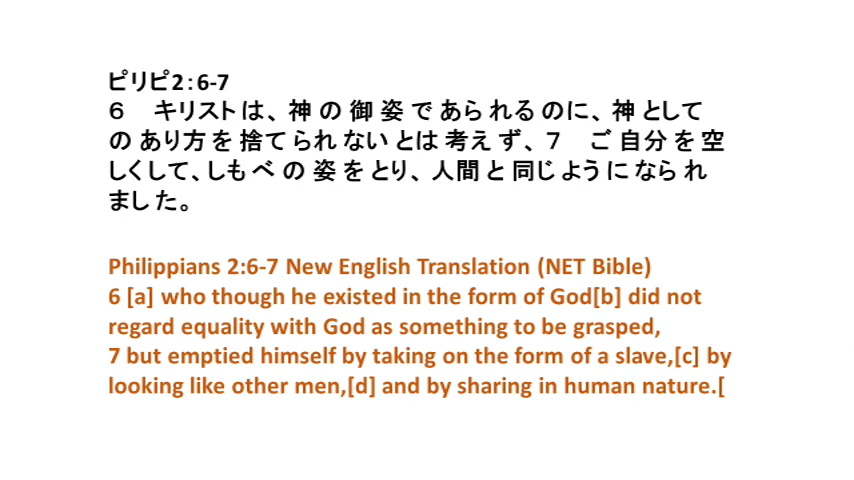 ピリピ2：6-7
６　キリストは、神の御姿であられるのに、神として
のあり方を捨てられないとは考えず、７　ご自分を空
しくして、しもべの姿をとり、人間と同じようになられ
ました。
Philippians 2:6-7 New English Translation (NET Bible)
6 [a] who though he existed in the form of God[b] did not
regard equality with God as something to be grasped,
7 but emptied himself by taking on the form of a slave,[c] by
looking like other men,[d] and by sharing in human nature.[